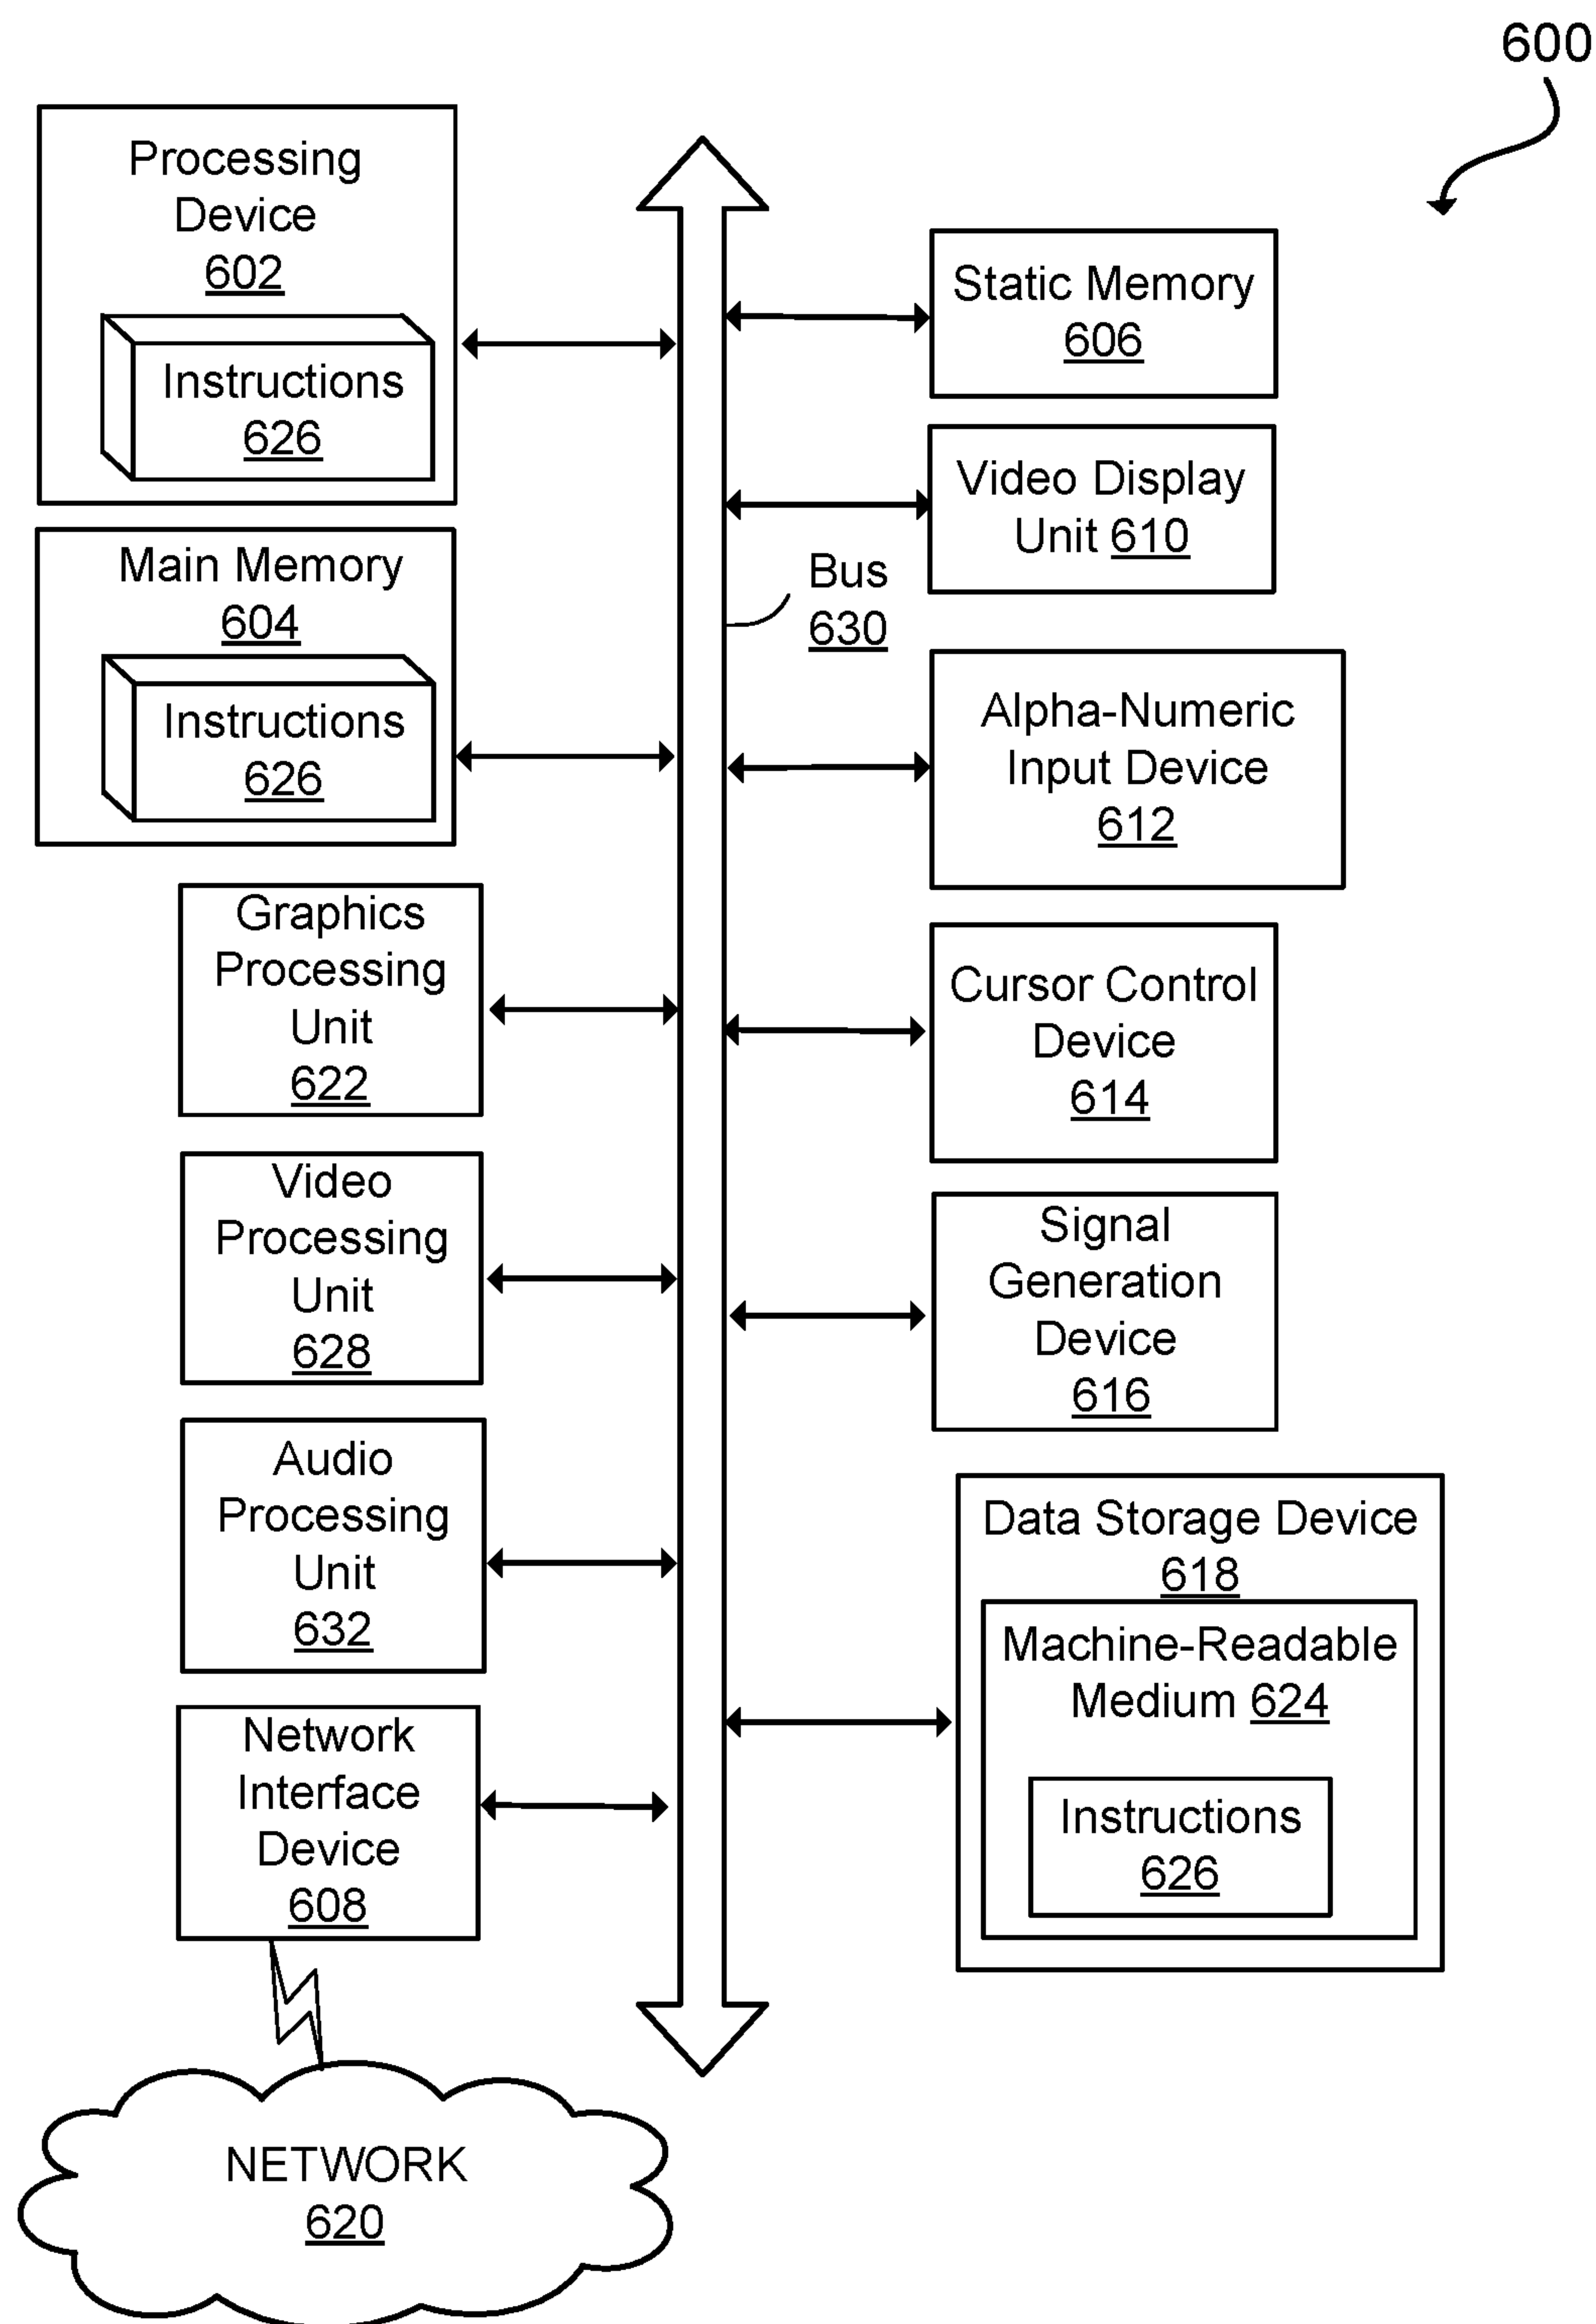 600
Processing
Device
602
Instructions
626
Main Memory
604
Instructions
626
Graphics
Processing
Unit
622
Video
Processing
Unit
628
Audio
Processing
Unit
632
Network
Interface
Device
608
NETWORK
620
Bus
630
Static Memory
606
Video Display
Unit 610
Alpha-Numeric
Input Device
612
Cursor Control
Device
614
Signal
Generation
Device
616
Data Storage Device
618
Machine-Readable
Medium 624
Instructions
626